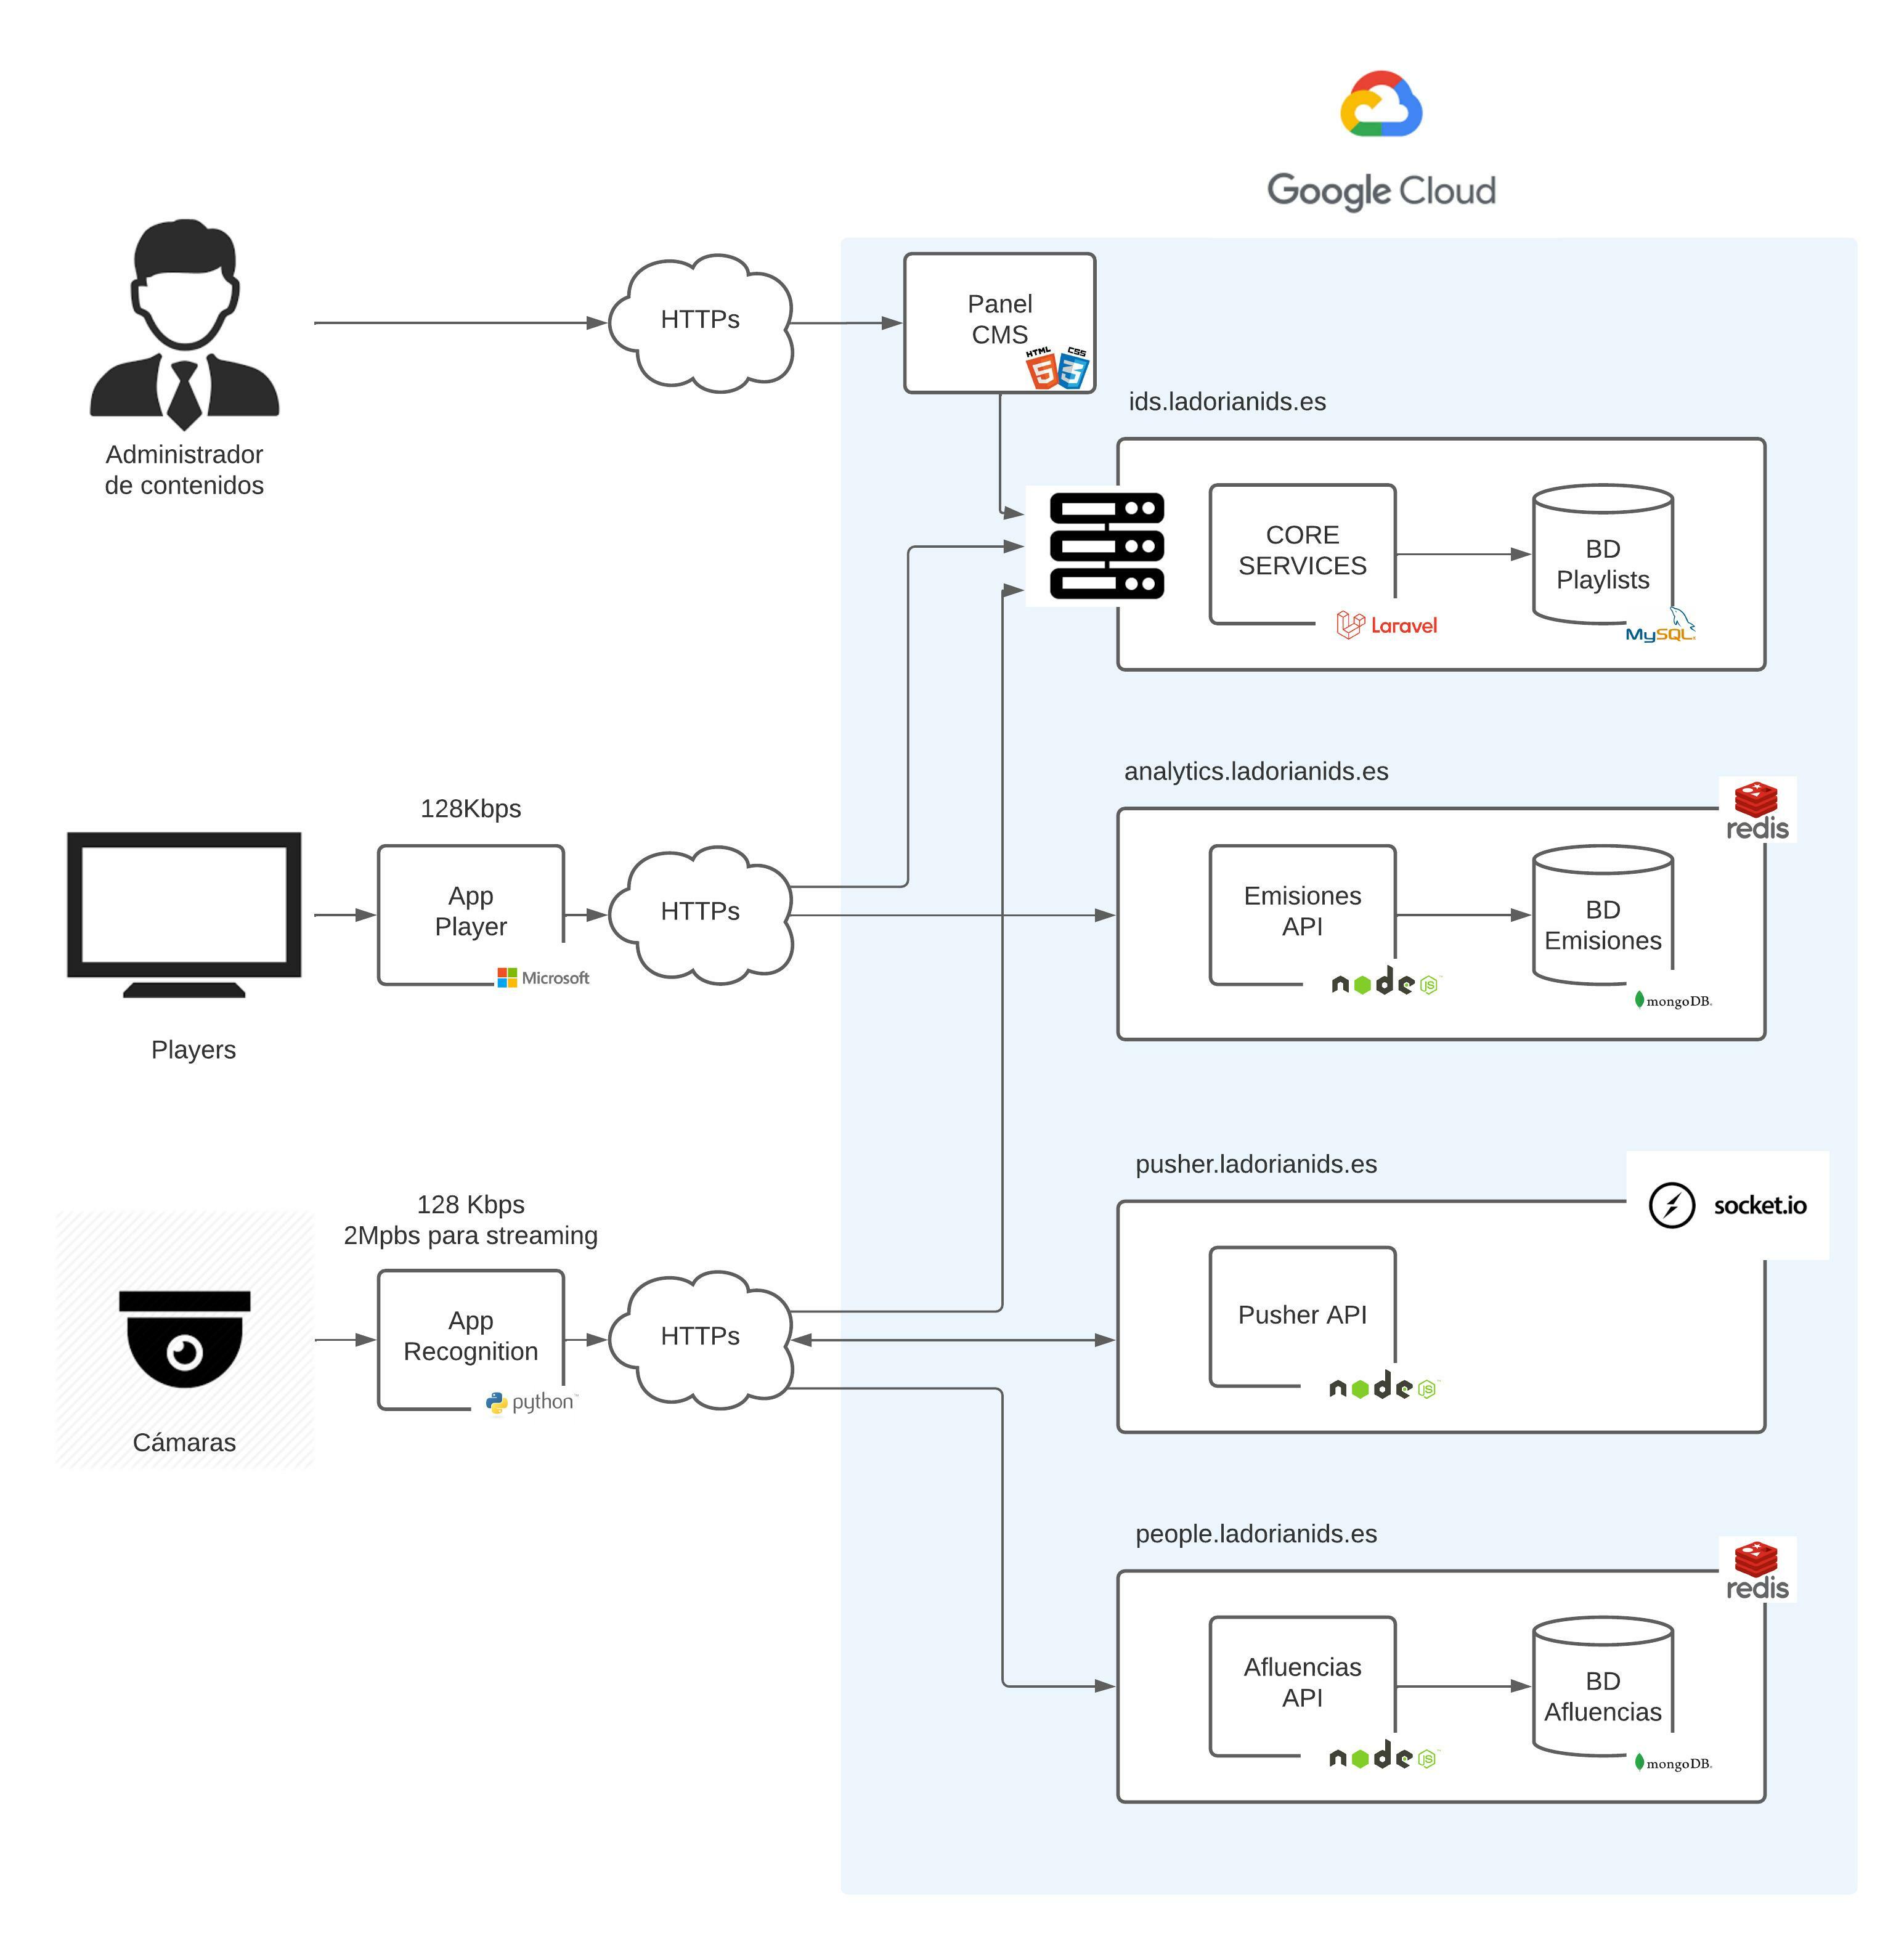 Google Cloud
HTTPs
Panel
CMS
HTML
5
CSS
3
Administrador
de contenidos
ids.ladorianids.es
CORE
SERVICES
Laravel
BD
Playlists
MySQL
analytics.ladorianids.es
redis
128Kbps
App
Player
Microsoft
HTTPs
Players
Emisiones
API
node JS
BD
Emisiones
mongoDB
pusher.ladorianids.es
socket.io
128 Kbps
2Mpbs para streaming
App
Recognition
python
HTTPs
Cámaras
Pusher API
node JS
people.ladorianids.es
redis
Afluencias
API
node JS
BD
Afluencias
mongoDB